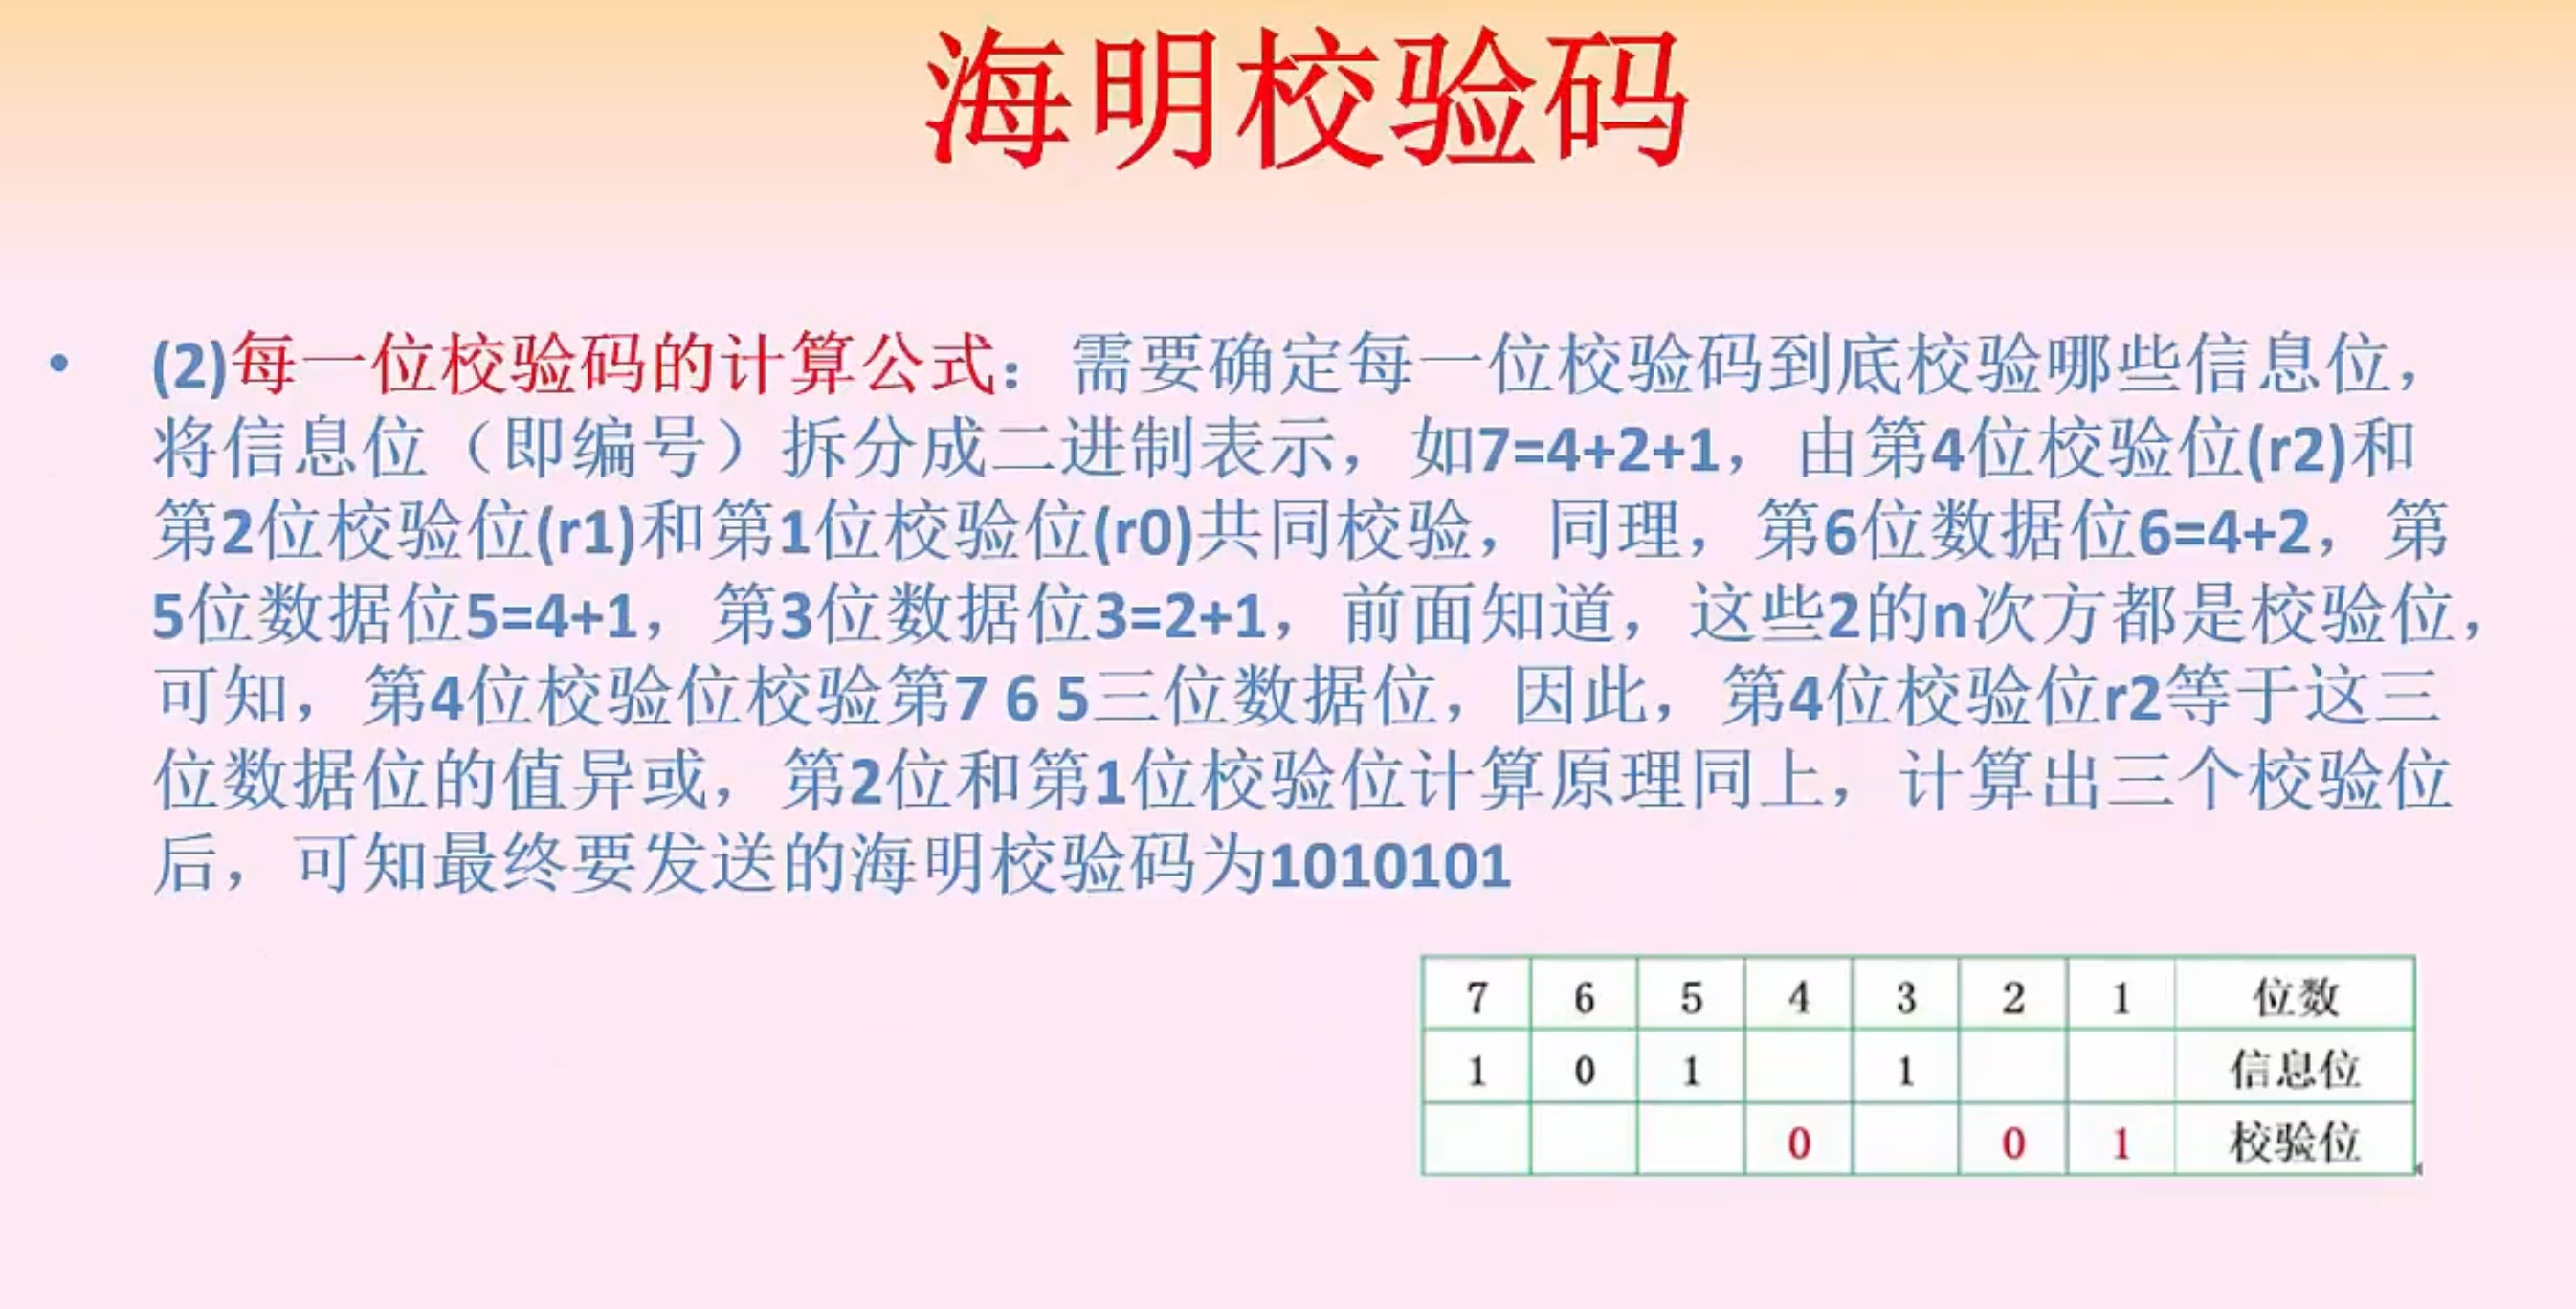 海明校验码
• (2)每一位校验码的计算公式：需要确定每一位校验码到底校验哪些信息位，
将信息位（即编号）拆分成二进制表示，如7=4+2+1，由第4位校验位(r2)和
第2位校验位(r1)和第1位校验位(r0)共同校验，同理，第6位数据位6=4+2，第
5位数据位5=4+1，第3位数据位3=2+1，前面知道，这些2的n次方都是校验位，
可知，第4位校验位校验第7 6 5三位数据位，因此，第4位校验位r2等于这三
位数据位的值异或，第2位和第1位校验位计算原理同上，计算出三个校验位
后，可知最终要发送的海明校验码为1010101
7 6 5 4 3 2 1 位数
1 0 1 1 信息位
0 0 1 校验位